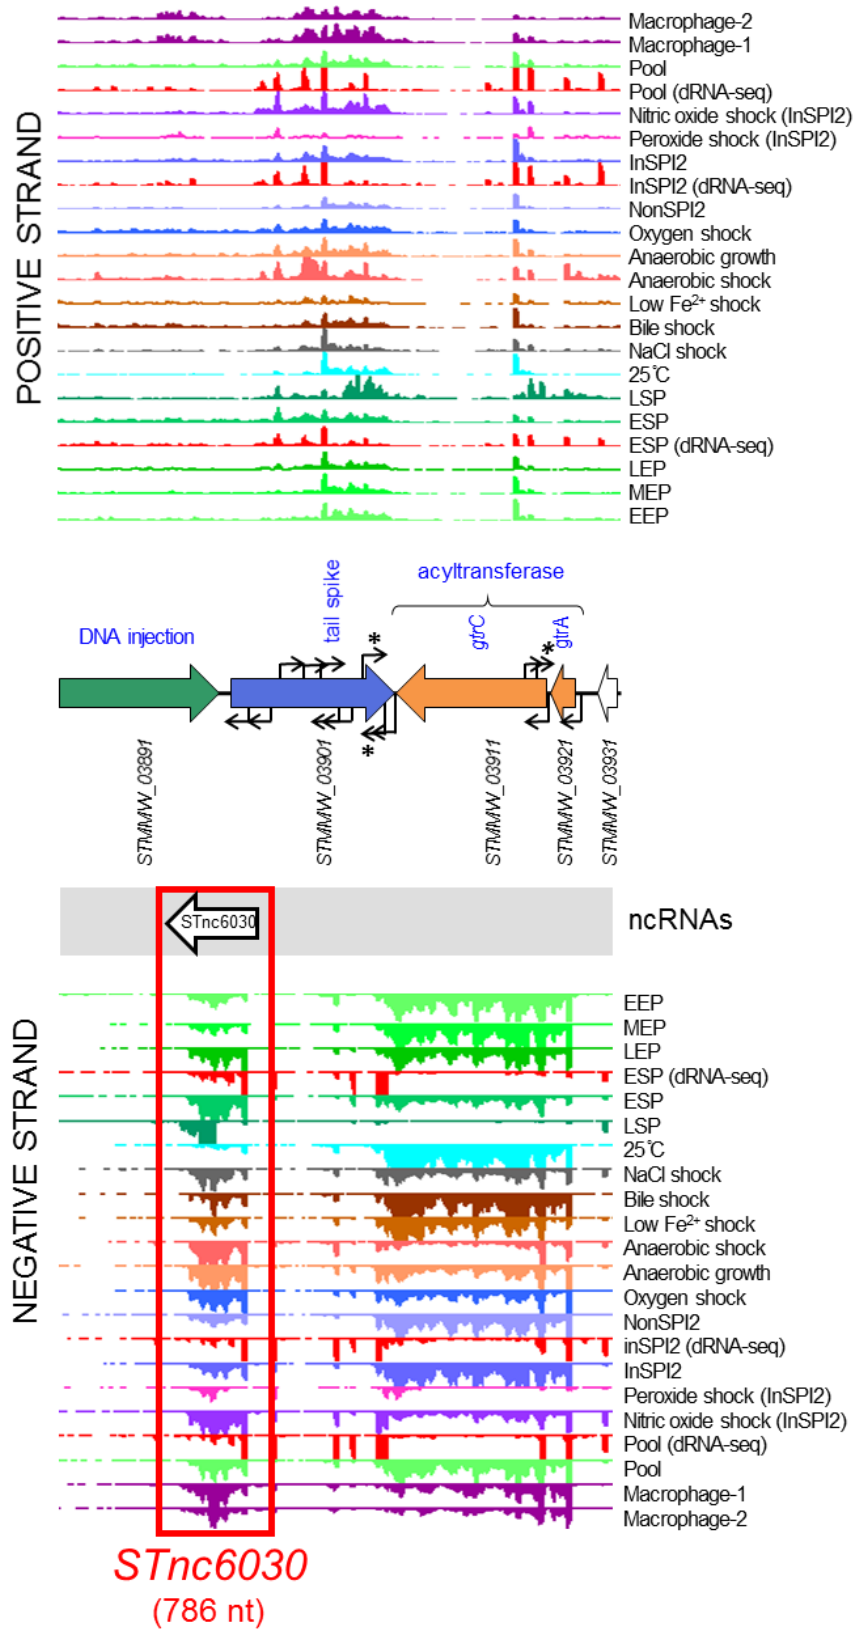 POSITIVE STRAND
Macrophage-2
Macrophage-1
Pool
Pool (dRNA-seq)
Nitric oxide shock (InSPI2)
Peroxide shock (InSPI2)
InSPI2
InSPI2 (dRNA-seq)
NonSPI2
Oxygen shock
Anaerobic growth
Anaerobic shock
Low Fe²⁺ shock
Bile shock
NaCl shock
25˚C
LSP
ESP
ESP (dRNA-seq)
LEP
MEP
EEP
acyltransferase
DNA injection
tail spike
gtrC
gtrA
*
*
*
STMMW_03891
STMMW_03901
STMMW_03911
STMMW_03921
STMMW_03931
STnc6030
ncRNAs
NEGATIVE STRAND
EEP
MEP
LEP
ESP (dRNA-seq)
ESP
LSP
25˚C
NaCl shock
Bile shock
Low Fe²⁺ shock
Anaerobic shock
Anaerobic growth
Oxygen shock
NonSPI2
inSPI2 (dRNA-seq)
InSPI2
Peroxide shock (InSPI2)
Nitric oxide shock (InSPI2)
Pool (dRNA-seq)
Pool
Macrophage-1
Macrophage-2
STnc6030
(786 nt)